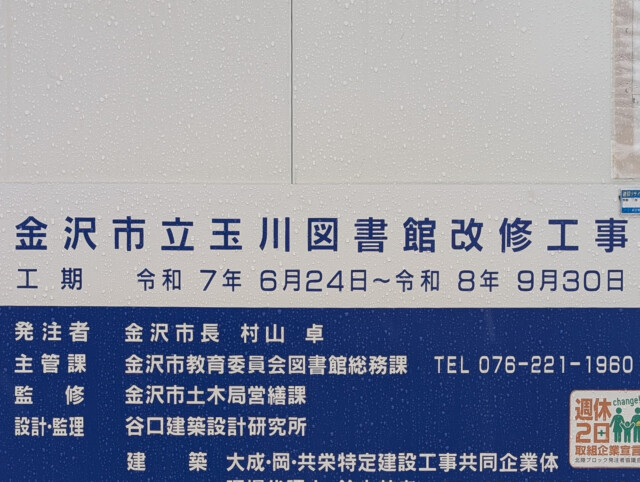 金沢市立玉川図書館改修工事
工期 令和 7年 6月24日～令和 8年 9月30日
発注者 金沢市長 村山 卓
主管課 金沢市教育委員会図書館総務課 TEL 076-221-1960
監修 金沢市土木局営繕課
設計・監理 谷口建築設計研究所
建築 大成・岡・共栄特定建設工事共同企業体
change!
週休
2日
取組企業宣言